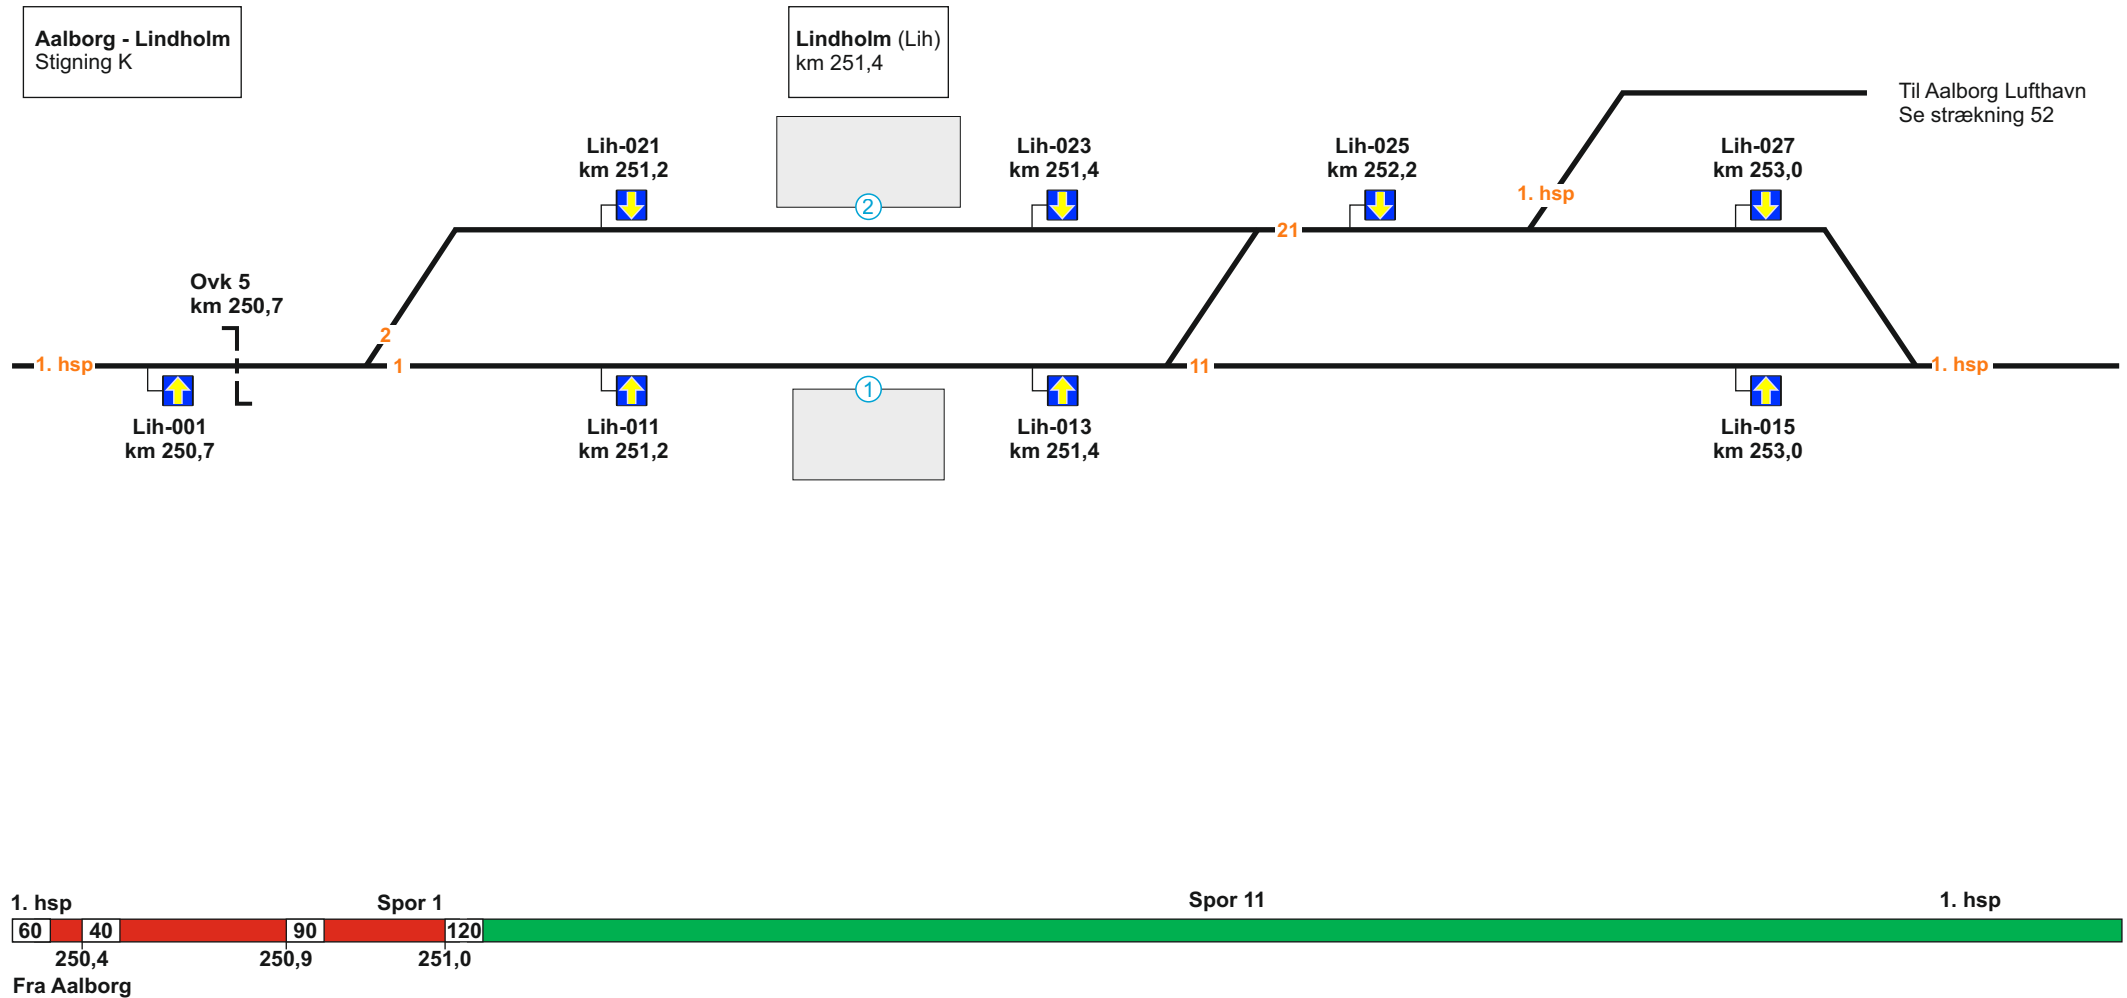 Aalborg - Lindholm
Stigning K
Lindholm (Lih)
km 251,4
Til Aalborg Lufthavn
Se strækning 52
Lih-021
km 251,2
Lih-023
km 251,4
Lih-025
km 252,2
Lih-027
km 253,0
1. hsp
2
21
Ovk 5
km 250,7
2
1. hsp
1
11
1. hsp
1
Lih-001
km 250,7
Lih-011
km 251,2
Lih-013
km 251,4
Lih-015
km 253,0
1. hsp
Spor 1
Spor 11
1. hsp
60
40
90
120
250,4
250,9
251,0
Fra Aalborg